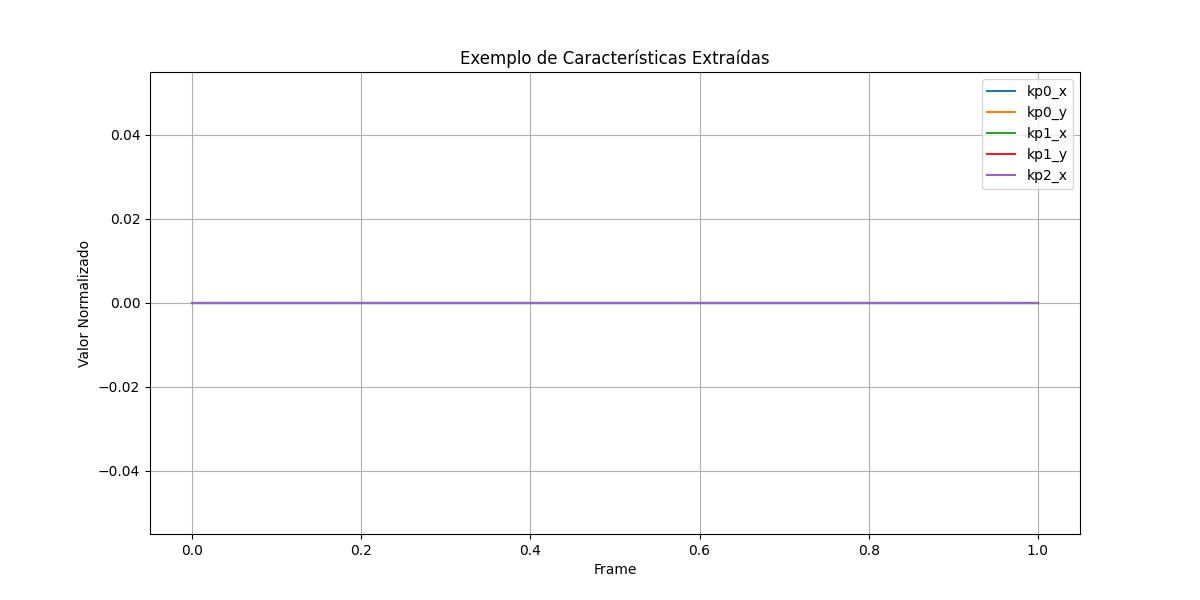 Exemplo de Características Extraídas
kp0_x
kp0_y
kp1_x
kp1_y
kp2_x
0.04
0.02
0.00
−0.02
−0.04
Valor Normalizado
0.0 0.2 0.4 0.6 0.8 1.0
Frame